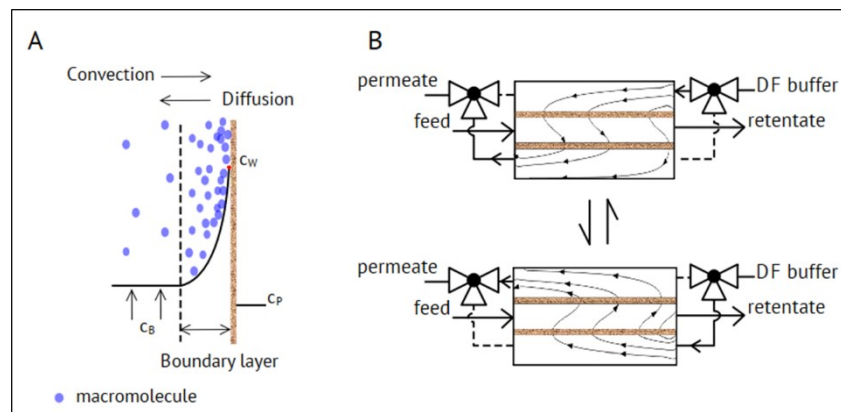 A
Convection
Diffusion
cW
cP
cB
Boundary layer
macromolecule
B
permeate
DF buffer
feed
retentate
permeate
DF buffer
feed
retentate